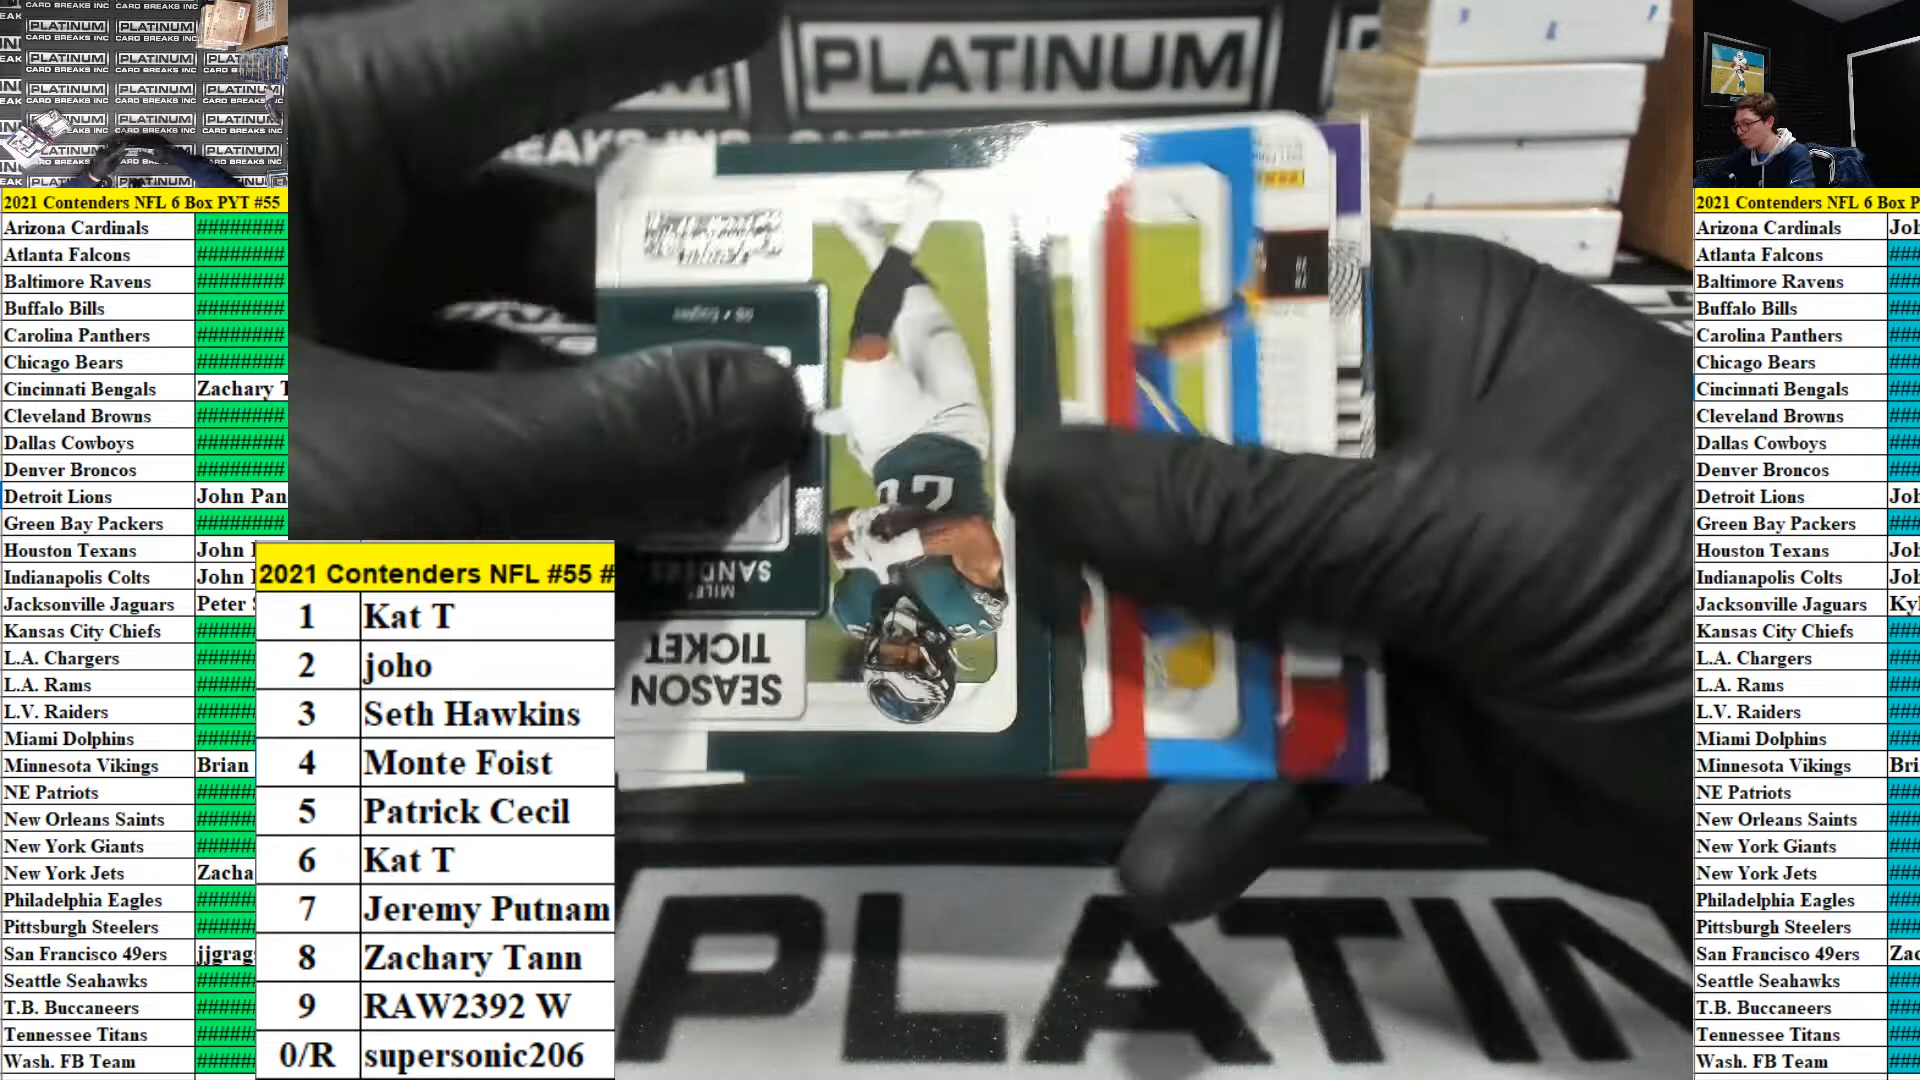 PLATINUM
CARD BREAKS INC
PLATINUM
2021 Contenders NFL 6 Box PYT #55
Arizona Cardinals ########
Atlanta Falcons ########
Baltimore Ravens ########
Buffalo Bills ########
Carolina Panthers ########
Chicago Bears ########
Cincinnati Bengals Zachary T
Cleveland Browns ########
Dallas Cowboys ########
Denver Broncos ########
Detroit Lions John Pan
Green Bay Packers ########
Houston Texans John
Indianapolis Colts John
Jacksonville Jaguars Peter
Kansas City Chiefs #####
L.A. Chargers #####
L.A. Rams #####
L.V. Raiders #####
Miami Dolphins #####
Minnesota Vikings Brian
NE Patriots #####
New Orleans Saints #####
New York Giants #####
New York Jets Zacha
Philadelphia Eagles #####
Pittsburgh Steelers #####
San Francisco 49ers jjgrag
Seattle Seahawks #####
T.B. Buccaneers #####
Tennessee Titans #####
Wash. FB Team #####
2021 Contenders NFL #55 #
1 Kat T
2 joho
3 Seth Hawkins
4 Monte Foist
5 Patrick Cecil
6 Kat T
7 Jeremy Putnam
8 Zachary Tann
9 RAW2392 W
0/R supersonic206
SEASON
TICKET
MILES
SANDERS
RB / Eagles
PLATIN
2021 Contenders NFL 6 Box P
Arizona Cardinals Joh
Atlanta Falcons ###
Baltimore Ravens ###
Buffalo Bills ###
Carolina Panthers ###
Chicago Bears ###
Cincinnati Bengals ###
Cleveland Browns ###
Dallas Cowboys ###
Denver Broncos ###
Detroit Lions Joh
Green Bay Packers ###
Houston Texans Joh
Indianapolis Colts Joh
Jacksonville Jaguars Kyl
Kansas City Chiefs ###
L.A. Chargers ###
L.A. Rams ###
L.V. Raiders ###
Miami Dolphins ###
Minnesota Vikings Bri
NE Patriots ###
New Orleans Saints ###
New York Giants ###
New York Jets ###
Philadelphia Eagles ###
Pittsburgh Steelers ###
San Francisco 49ers Zac
Seattle Seahawks ###
T.B. Buccaneers ###
Tennessee Titans ###
Wash. FB Team ###